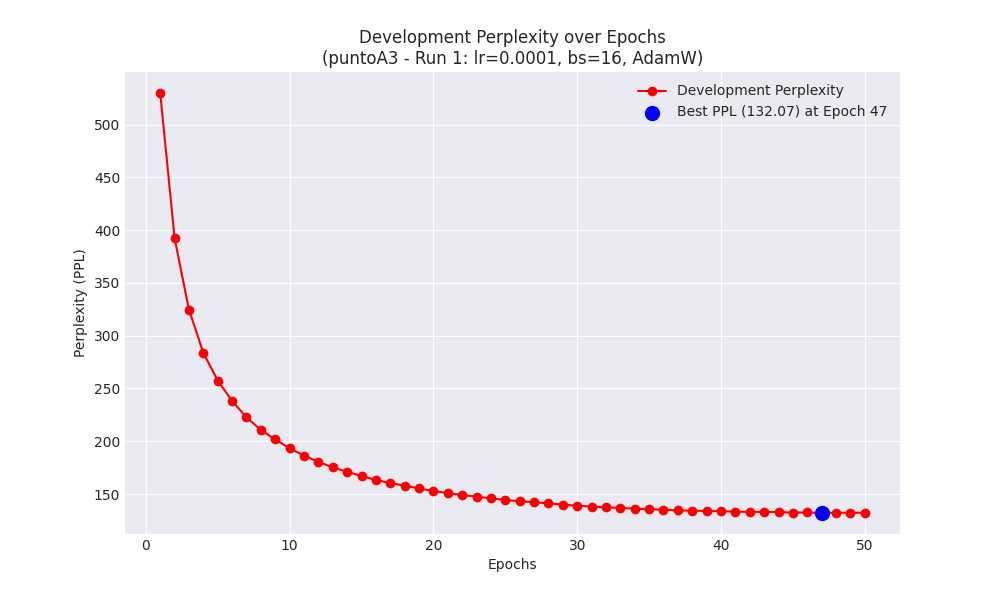 Development Perplexity over Epochs
(puntoA3 - Run 1: lr=0.0001, bs=16, AdamW)
Development Perplexity
Best PPL (132.07) at Epoch 47
Perplexity (PPL)
500
450
400
350
300
250
200
150
0 10 20 30 40 50
Epochs